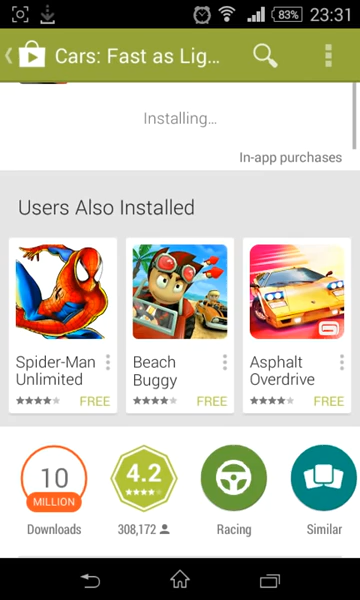 83% 23:31
Cars: Fast as Lig...
Installing...
In-app purchases
Users Also Installed
Spider-Man
Unlimited
FREE
Beach
Buggy
FREE
Asphalt
Overdrive
FREE
10
MILLION
Downloads
4.2
308,172
Racing
Similar